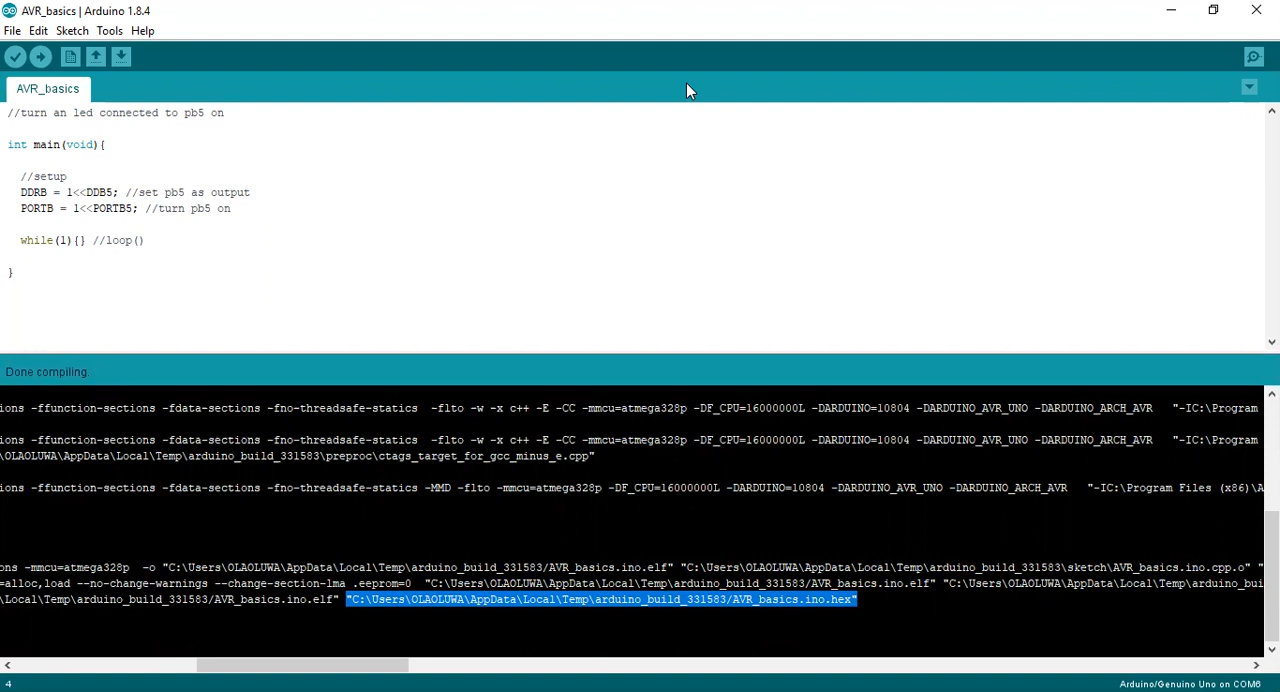 AVR_basics | Arduino 1.8.4
File Edit Sketch Tools Help
AVR_basics
//turn an led connected to pb5 on
int main(void){
//setup
DDRB = 1<<DDB5; //set pb5 as output
PORTB = 1<<PORTB5; //turn pb5 on
while(1){} //loop()
}
Done compiling.
ions -ffunction-sections -fdata-sections -fno-threadsafe-statics  -flto -w -x c++ -E -CC -mmcu=atmega328p -DF_CPU=16000000L -DARDUINO=10804 -DARDUINO_AVR_UNO -DARDUINO_ARCH_AVR   "-IC:\Program
ions -ffunction-sections -fdata-sections -fno-threadsafe-statics  -flto -w -x c++ -E -CC -mmcu=atmega328p -DF_CPU=16000000L -DARDUINO=10804 -DARDUINO_AVR_UNO -DARDUINO_ARCH_AVR   "-IC:\Program
\OLAOLUWA\AppData\Local\Temp\arduino_build_331583\preproc\ctags_target_for_gcc_minus_e.cpp"
ions -ffunction-sections -fdata-sections -fno-threadsafe-statics -MMD -flto -mmcu=atmega328p -DF_CPU=16000000L -DARDUINO=10804 -DARDUINO_AVR_UNO -DARDUINO_ARCH_AVR   "-IC:\Program Files (x86)\A
ons -mmcu=atmega328p  -o "C:\Users\OLAOLUWA\AppData\Local\Temp\arduino_build_331583/AVR_basics.ino.elf" "C:\Users\OLAOLUWA\AppData\Local\Temp\arduino_build_331583\sketch\AVR_basics.ino.cpp.o" "
=alloc,load --no-change-warnings --change-section-lma .eeprom=0  "C:\Users\OLAOLUWA\AppData\Local\Temp\arduino_build_331583/AVR_basics.ino.elf" "C:\Users\OLAOLUWA\AppData\Local\Temp\arduino_bui
\Local\Temp\arduino_build_331583/AVR_basics.ino.elf" "C:\Users\OLAOLUWA\AppData\Local\Temp\arduino_build_331583/AVR_basics.ino.hex"
4 Arduino/Genuino Uno on COM6